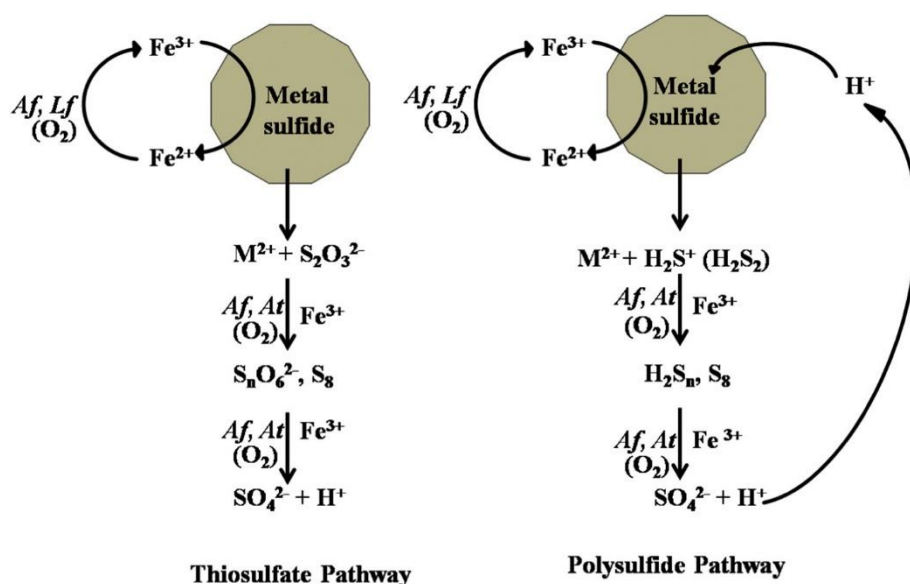 Fe³⁺
Af, Lf
(O₂)
Metal
sulfide
Fe²⁺
M²⁺ + S₂O₃²⁻
Af, At
(O₂)
Fe³⁺
SₙO₆²⁻, S₈
Af, At
(O₂)
Fe³⁺
SO₄²⁻ + H⁺
Thiosulfate Pathway
Fe³⁺
Af, Lf
(O₂)
Metal
sulfide
Fe²⁺
H⁺
M²⁺ + H₂S⁺ (H₂S₂)
Af, At
(O₂)
Fe³⁺
H₂Sₙ, S₈
Af, At
(O₂)
Fe ³⁺
SO₄²⁻ + H⁺
Polysulfide Pathway